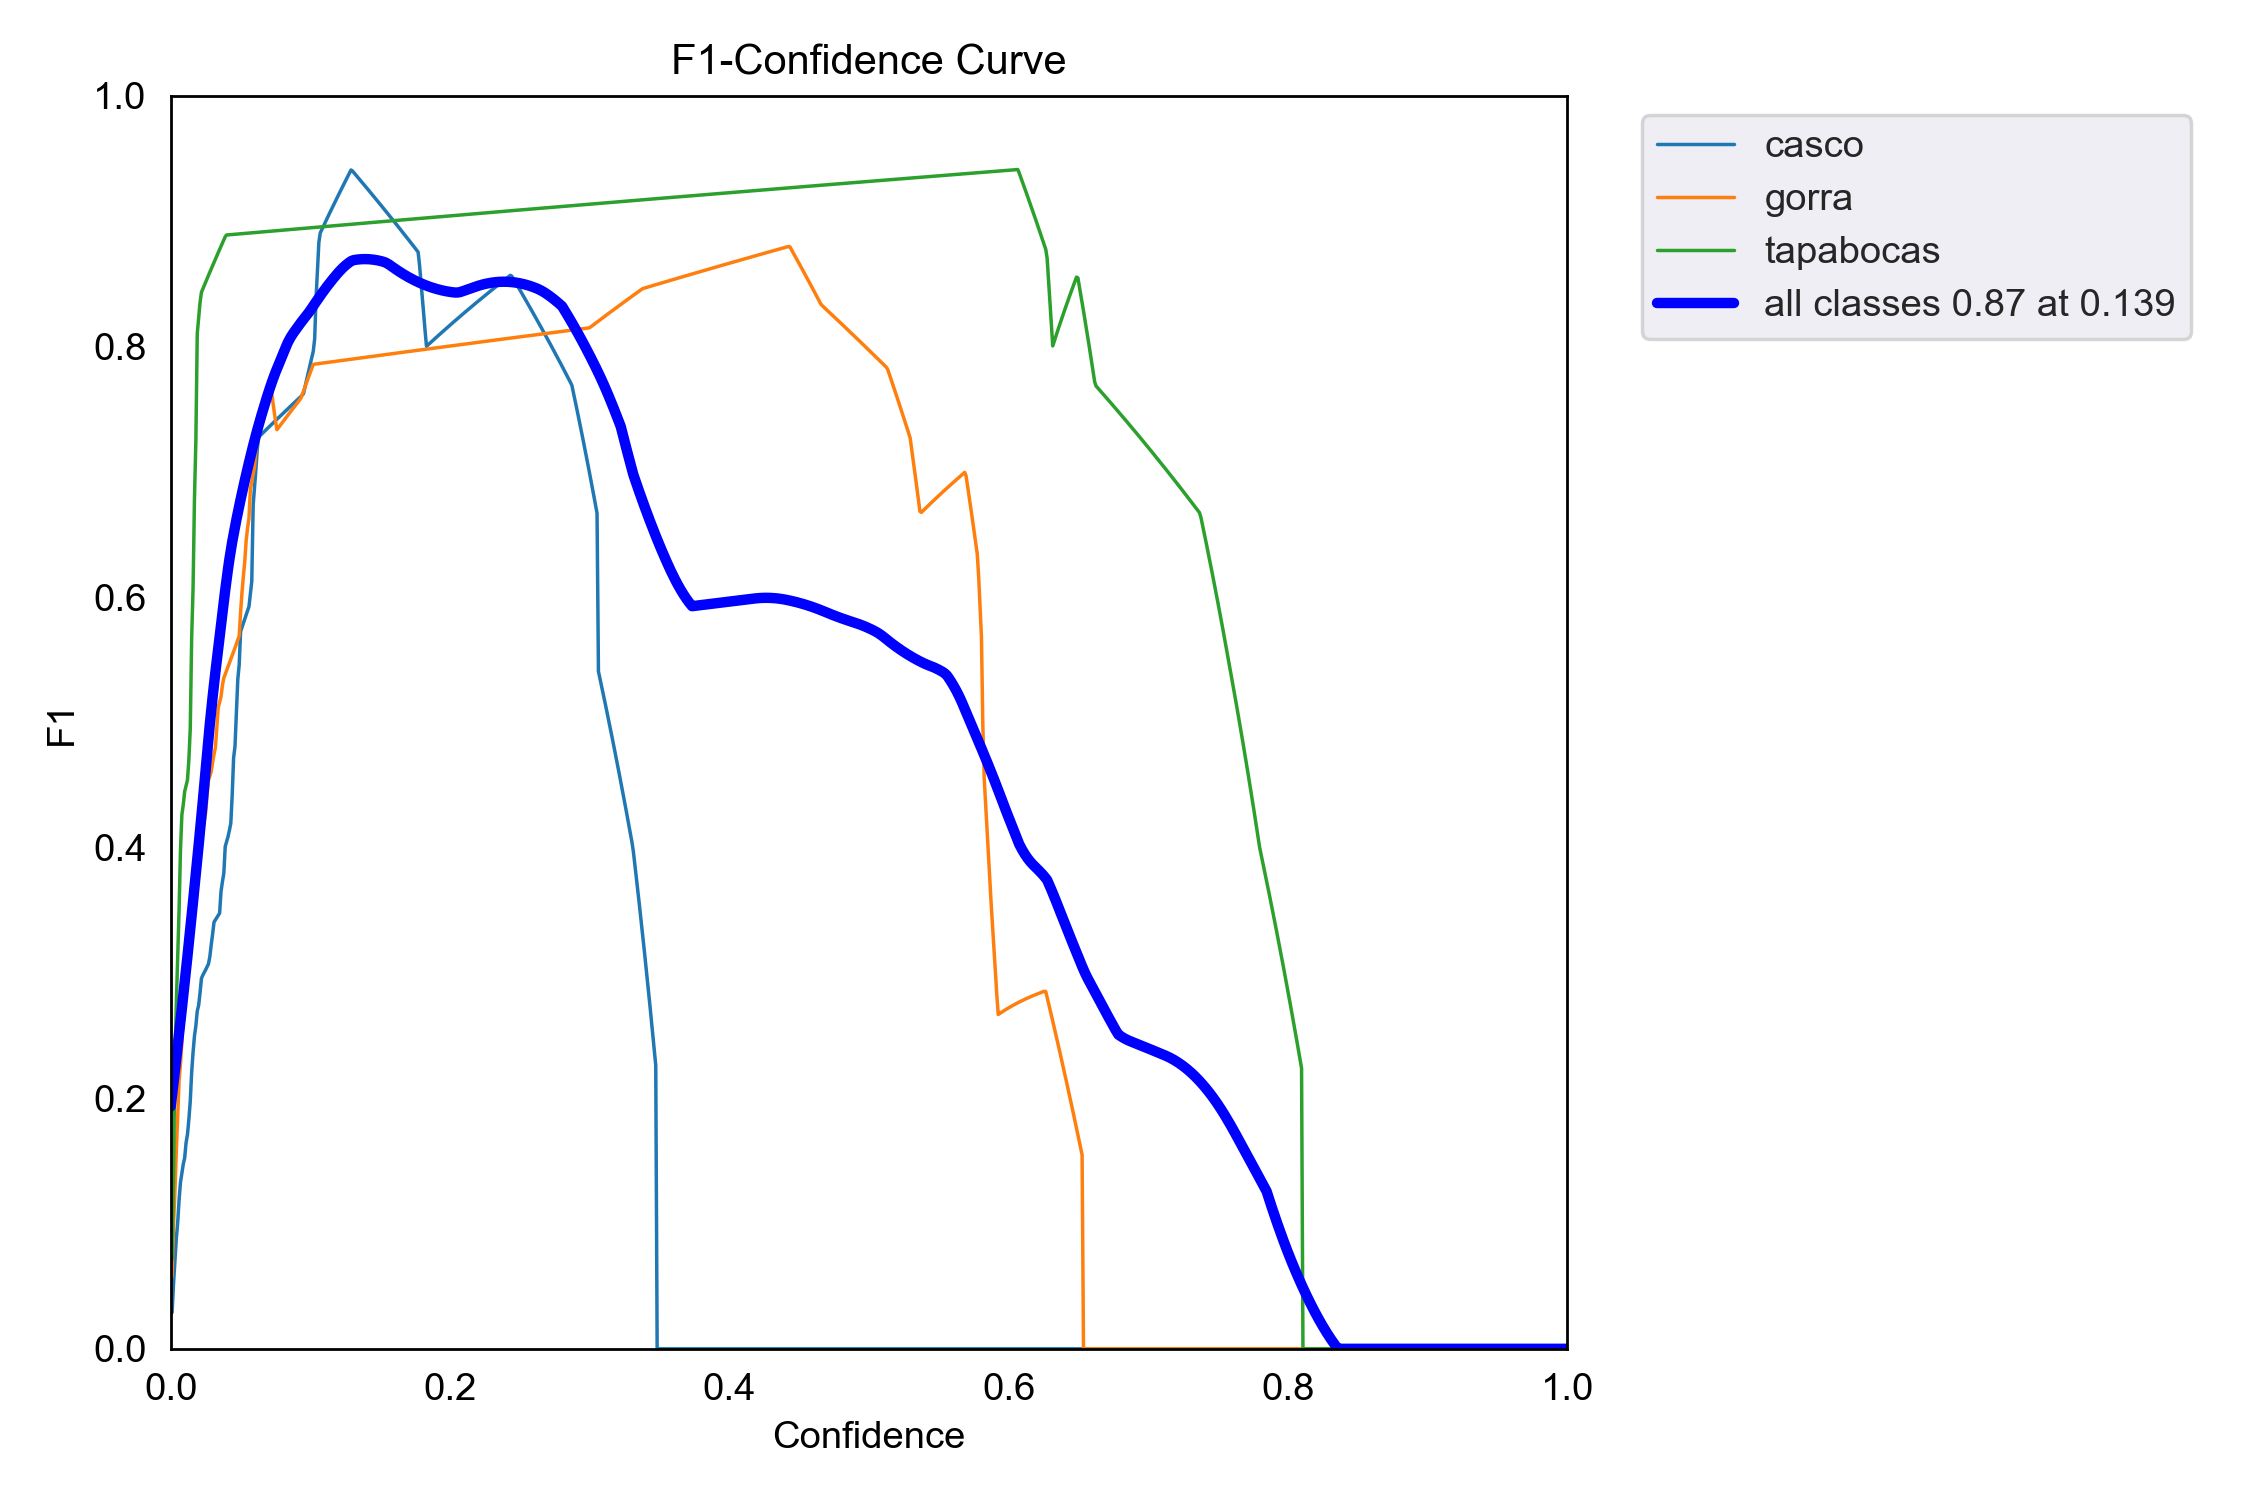 F1-Confidence Curve
1.0
0.8
0.6
0.4
0.2
0.0
F1
0.0 0.2 0.4 0.6 0.8 1.0
Confidence
casco
gorra
tapabocas
all classes 0.87 at 0.139